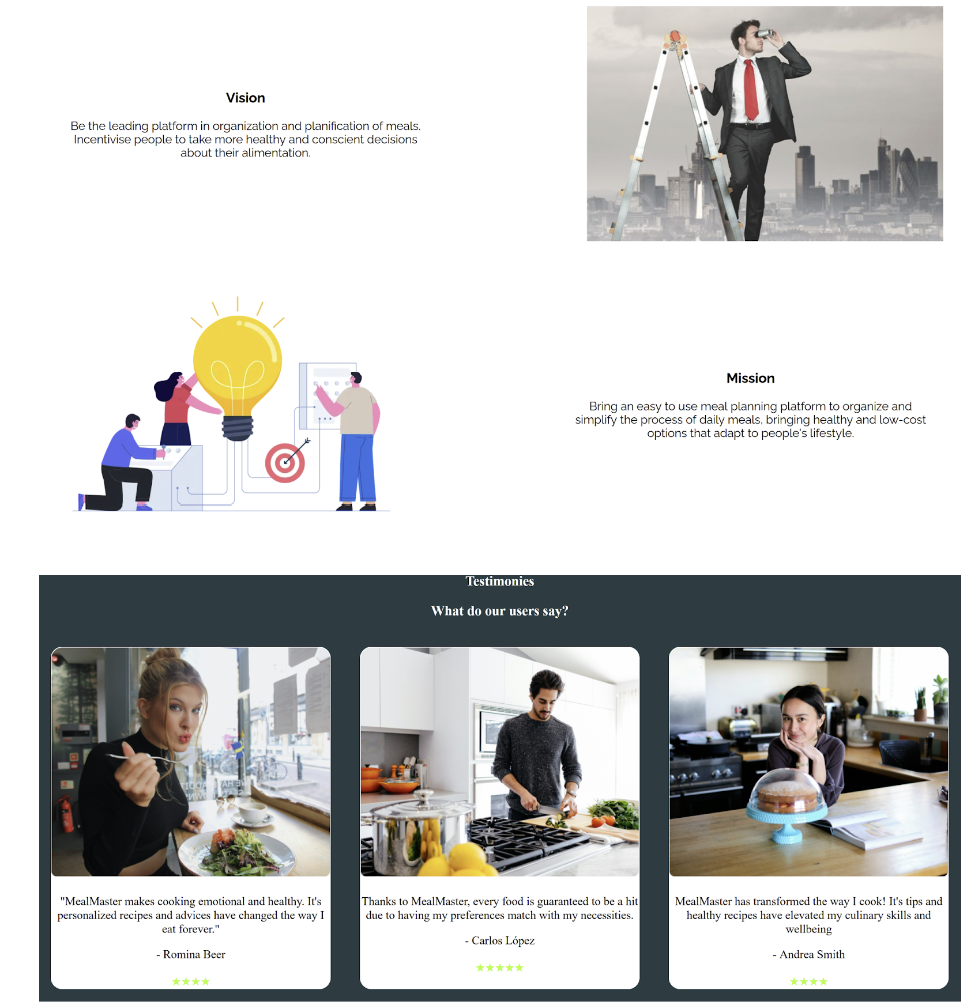 Vision
Be the leading platform in organization and planification of meals.
Incentivise people to take more healthy and conscient decisions
about their alimentation.
Mission
Bring an easy to use meal planning platform to organize and
simplify the process of daily meals, bringing healthy and low-cost
options that adapt to people's lifestyle.
Testimonies
What do our users say?
"MealMaster makes cooking emotional and healthy. It's
personalized recipes and advices have changed the way I
eat forever."
- Romina Beer
★★★★
Thanks to MealMaster, every food is guaranteed to be a hit
due to having my preferences match with my necessities.
- Carlos López
★★★★★
MealMaster has transformed the way I cook! It's tips and
healthy recipes have elevated my culinary skills and
wellbeing
- Andrea Smith
★★★★